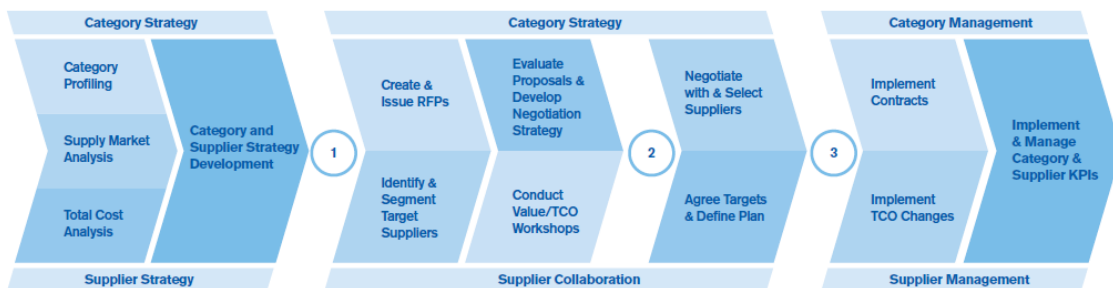 Category Strategy
Category
Profiling
Supply Market
Analysis
Total Cost
Analysis
Category and
Supplier Strategy
Development
Supplier Strategy
1
Category Strategy
Create &
Issue RFPs
Identify &
Segment
Target
Suppliers
Evaluate
Proposals &
Develop
Negotiation
Strategy
Conduct
Value/TCO
Workshops
2
Negotiate
with & Select
Suppliers
Agree Targets
& Define Plan
Supplier Collaboration
3
Category Management
Implement
Contracts
Implement
TCO Changes
Implement
& Manage
Category &
Supplier KPIs
Supplier Management